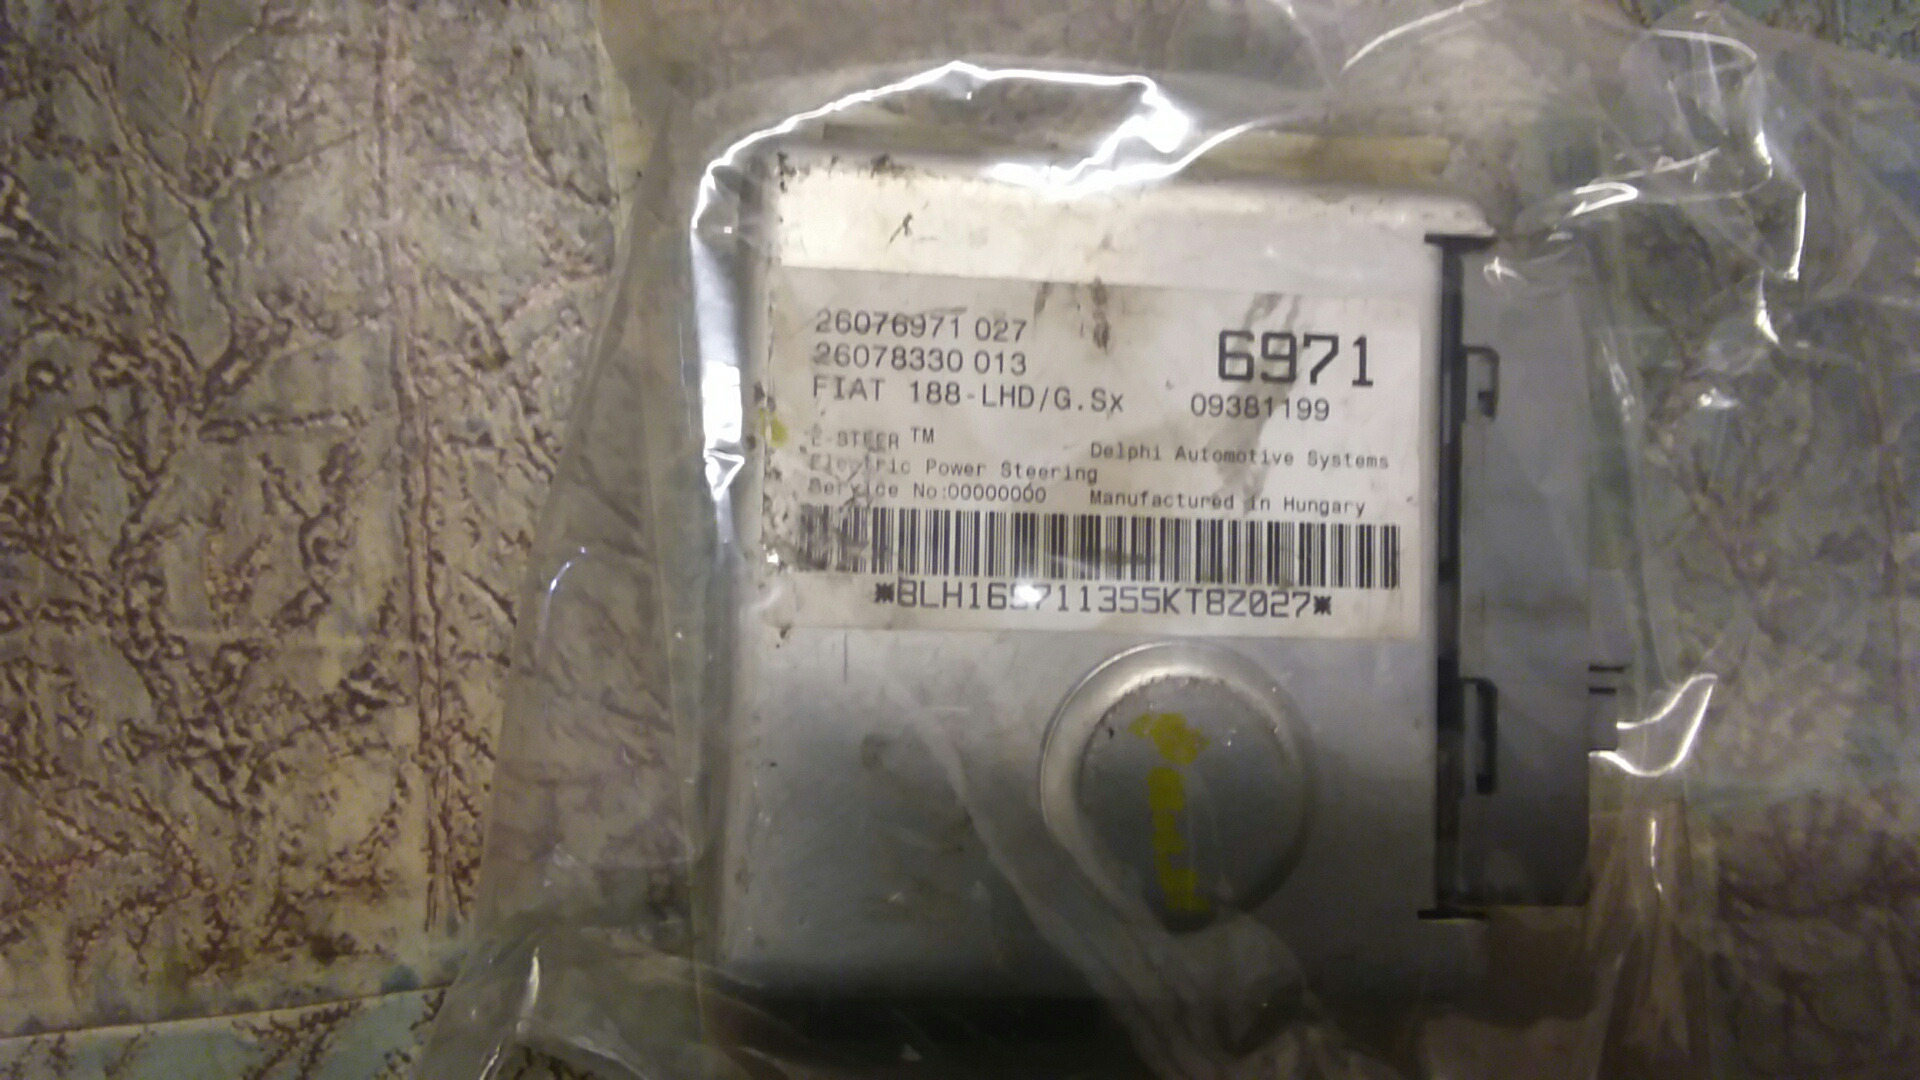 26076971 027
26078330 013
6971
FIAT 188-LHD/G.Sx
09381199
E-STEER TM
Delphi Automotive Systems
Electric Power Steering
Service No:00000000
Manufactured in Hungary
*BLH169711355KT8Z027*